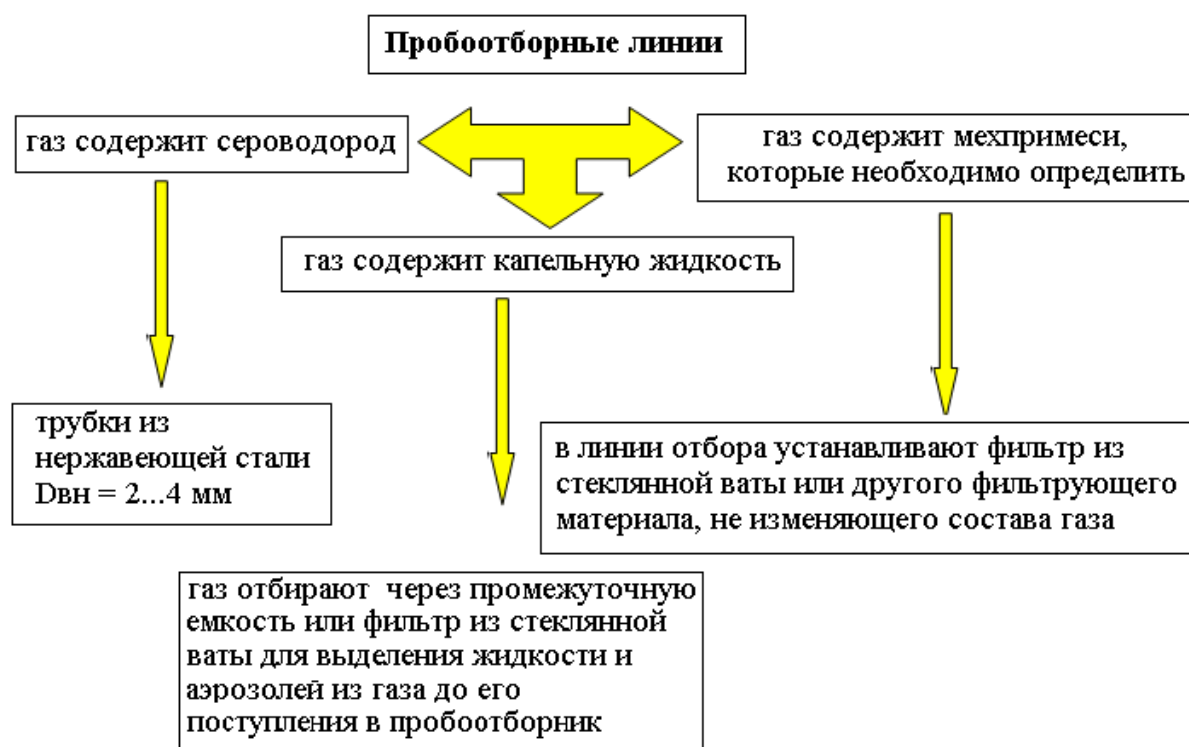 Пробоотборные линии
газ содержит сероводород
газ содержит мехпримеси,
которые необходимо определить
газ содержит капельную жидкость
трубки из
нержавеющей стали
Dвн = 2...4 мм
в линии отбора устанавливают фильтр из
стеклянной ваты или другого фильтрующего
материала, не изменяющего состава газа
газ отбирают через промежуточную
емкость или фильтр из стеклянной
ваты для выделения жидкости и
аэрозолей из газа до его
поступления в пробоотборник